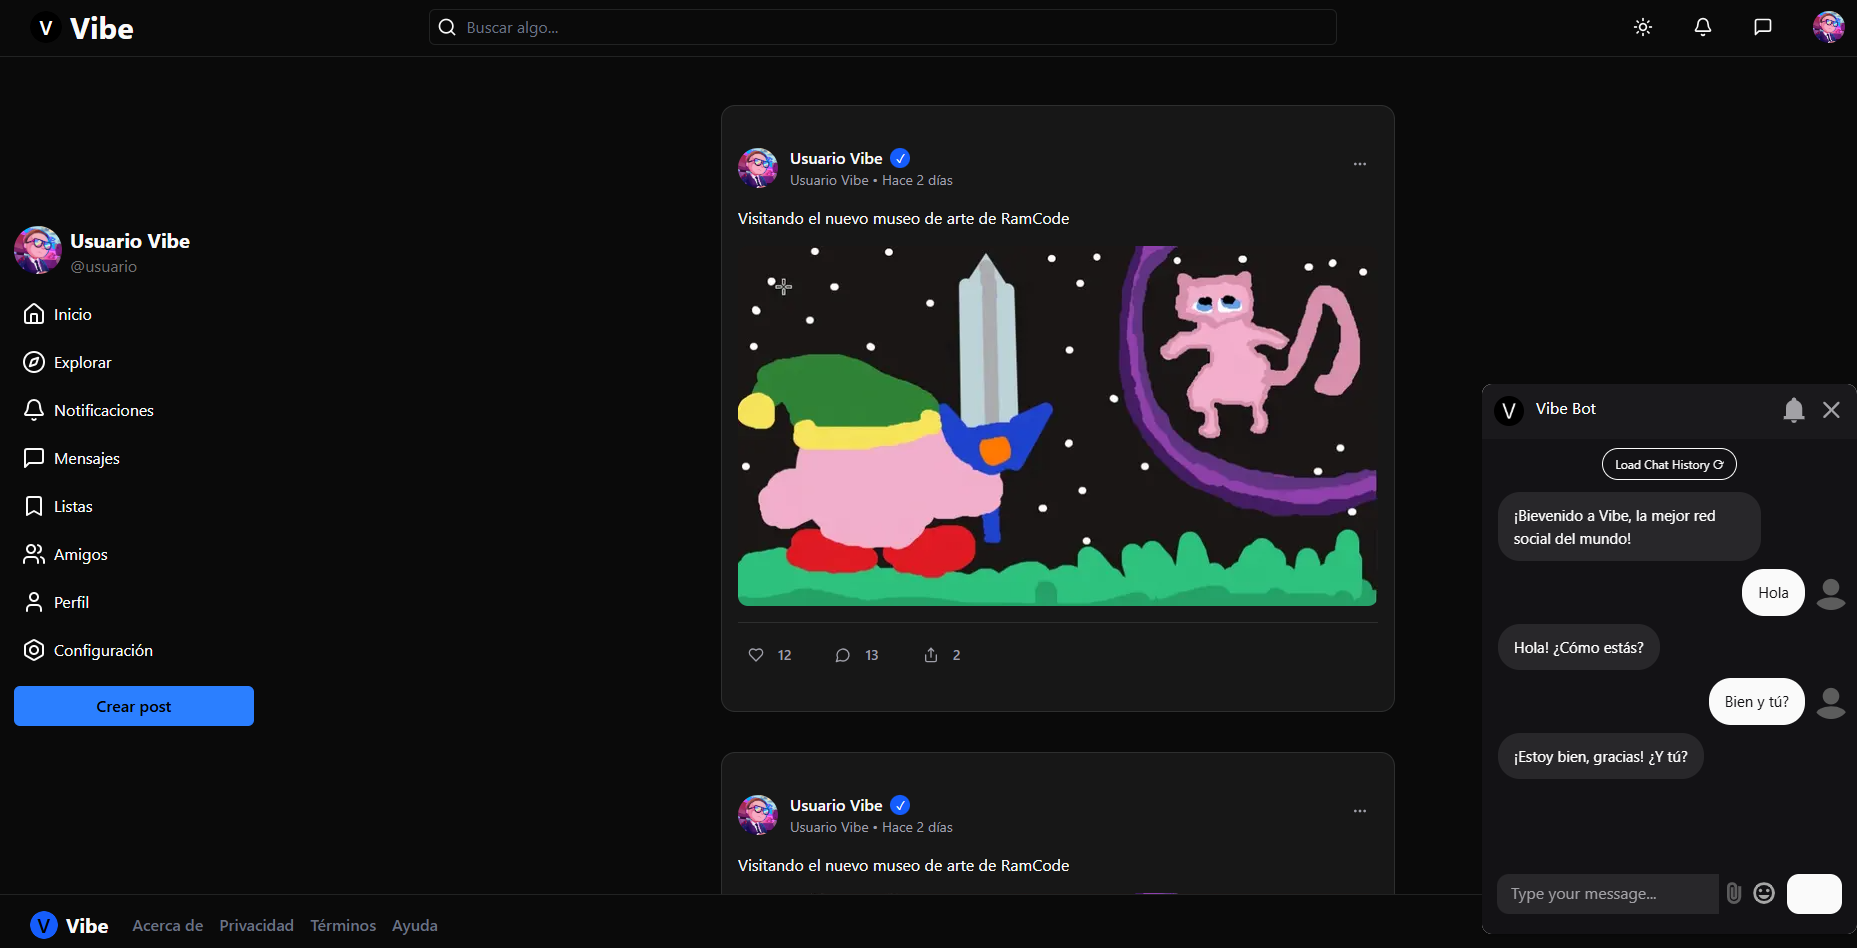 V Vibe
Buscar algo...
Usuario Vibe
@usuario
Inicio
Explorar
Notificaciones
Mensajes
Listas
Amigos
Perfil
Configuración
Crear post
Usuario Vibe
Usuario Vibe • Hace 2 días
Visitando el nuevo museo de arte de RamCode
12
13
2
Usuario Vibe
Usuario Vibe • Hace 2 días
Visitando el nuevo museo de arte de RamCode
V Vibe Bot
Load Chat History
¡Bievenido a Vibe, la mejor red
social del mundo!
Hola
Hola! ¿Cómo estás?
Bien y tú?
¡Estoy bien, gracias! ¿Y tú?
Type your message...
V Vibe Acerca de Privacidad Términos Ayuda